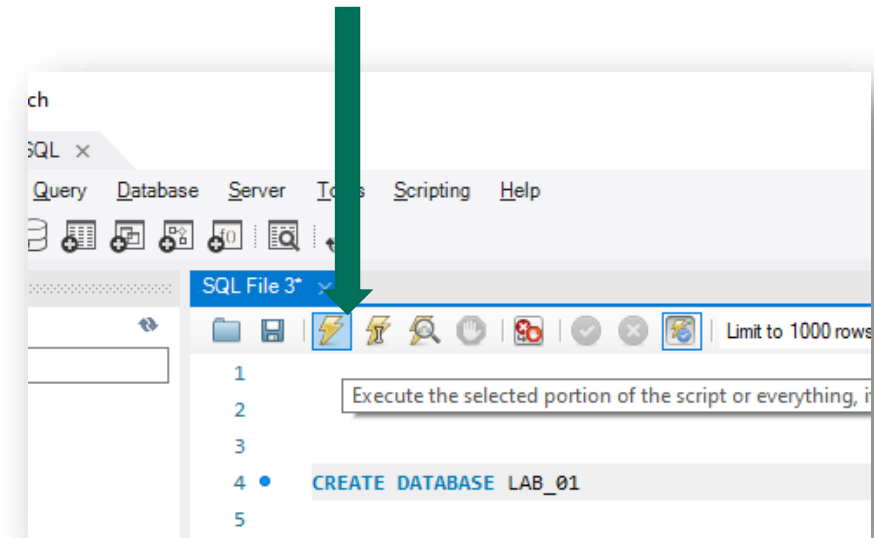 ch
SQL ×
Query Database Server Scripting Help
SQL File 3* ×
Limit to 1000 rows
1
Execute the selected portion of the script or everything, i
2
3
4 CREATE DATABASE LAB_01
5